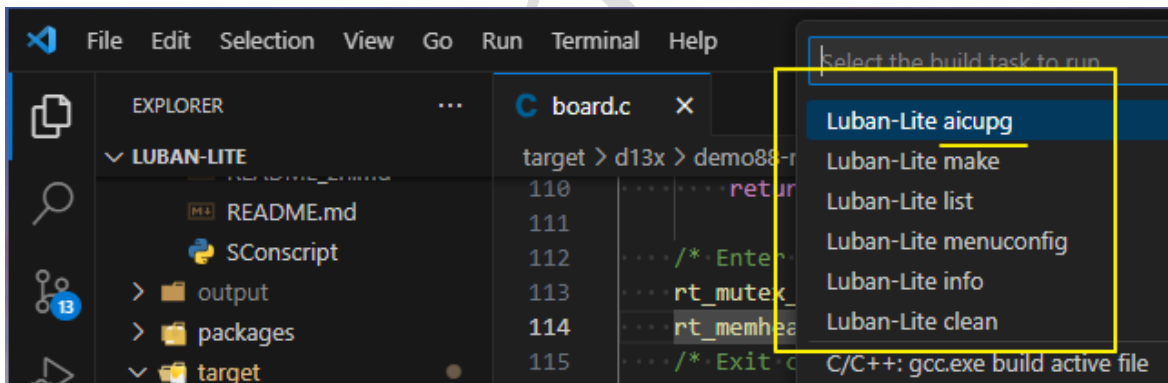 File Edit Selection View Go Run Terminal Help
Select the build task to run
EXPLORER ...
board.c
LUBAN-LITE
target > d13x > demo88-
README.md
SConscript
output
packages
target
13
110
111
112 /* Enter
113 rt_mutex_
114 rt_memhea
115 /* Exit
Luban-Lite aicupg
Luban-Lite make
Luban-Lite list
Luban-Lite menuconfig
Luban-Lite info
Luban-Lite clean
C/C++: gcc.exe build active file